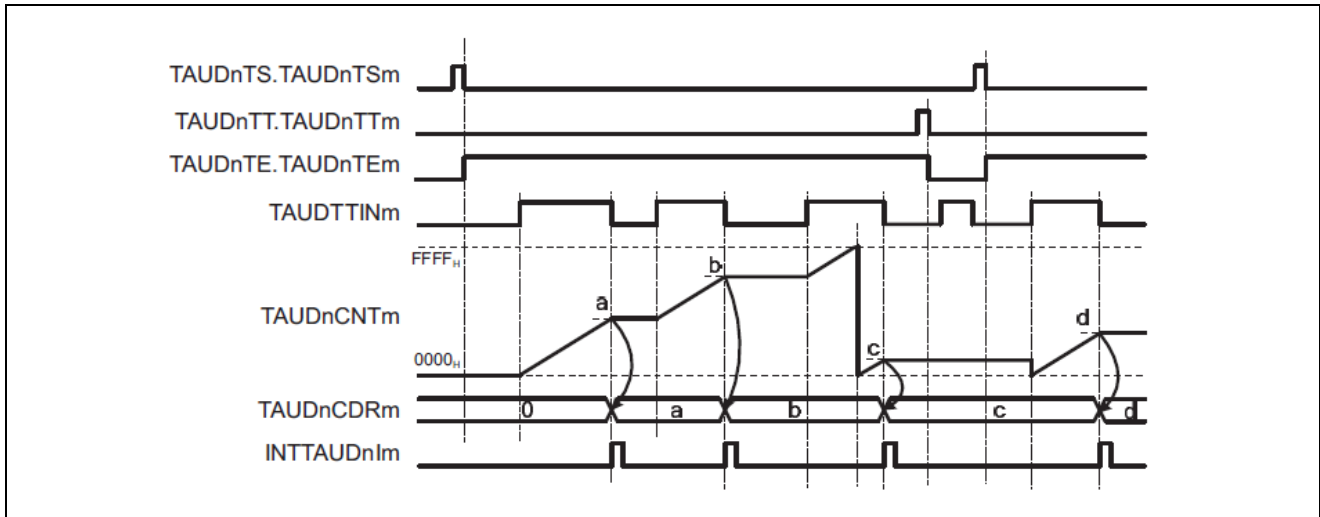 TAUDnTS.TAUDnTSm
TAUDnTT.TAUDnTTm
TAUDnTE.TAUDnTEm
TAUDTTINm
FFFFH
b
a
TAUDnCNTm
d
c
0000H
TAUDnCDRm 0 a b c d
INTTAUDnIm